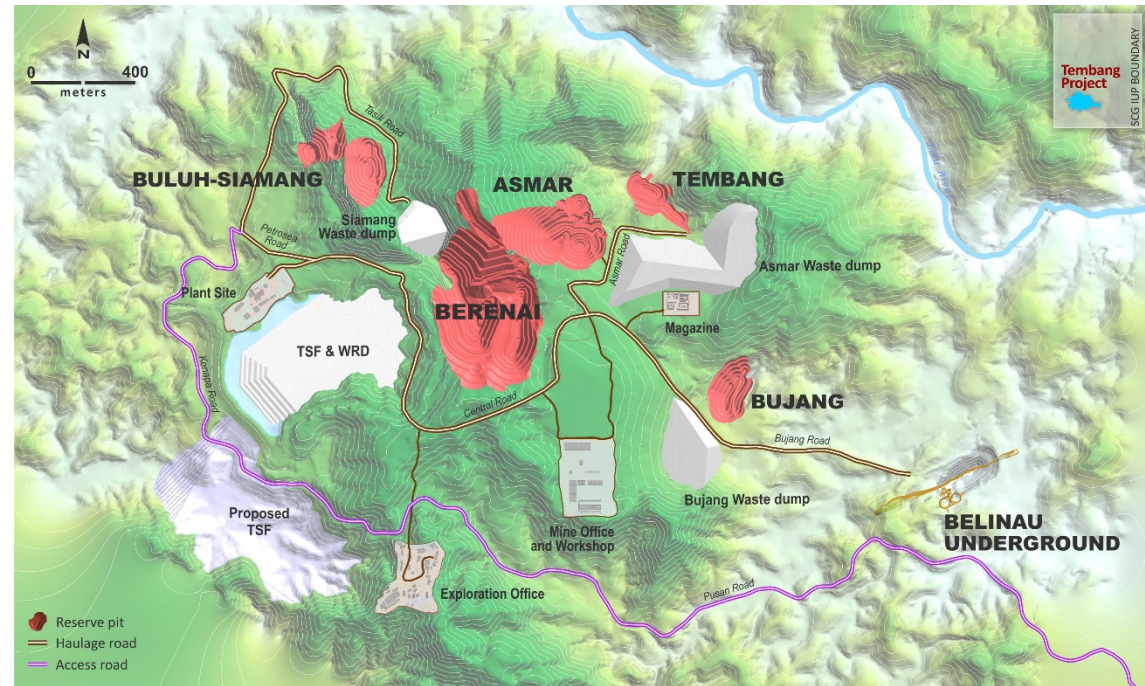 N
0 400
meters
Tembang
Project
SCG IUP BOUNDARY
Tasik Road
BULUH-SIAMANG
ASMAR
TEMBANG
Siamang
Waste dump
Petrosea
Road
Asmar Road
Asmar Waste dump
Plant Site
BERENAI
Magazine
TSF & WRD
Kenapa Road
Central Road
BUJANG
Bujang Road
Bujang Waste dump
Proposed
TSF
Mine Office
and Workshop
BELINAU
UNDERGROUND
Exploration Office
Pusan Road
Reserve pit
Haulage road
Access road